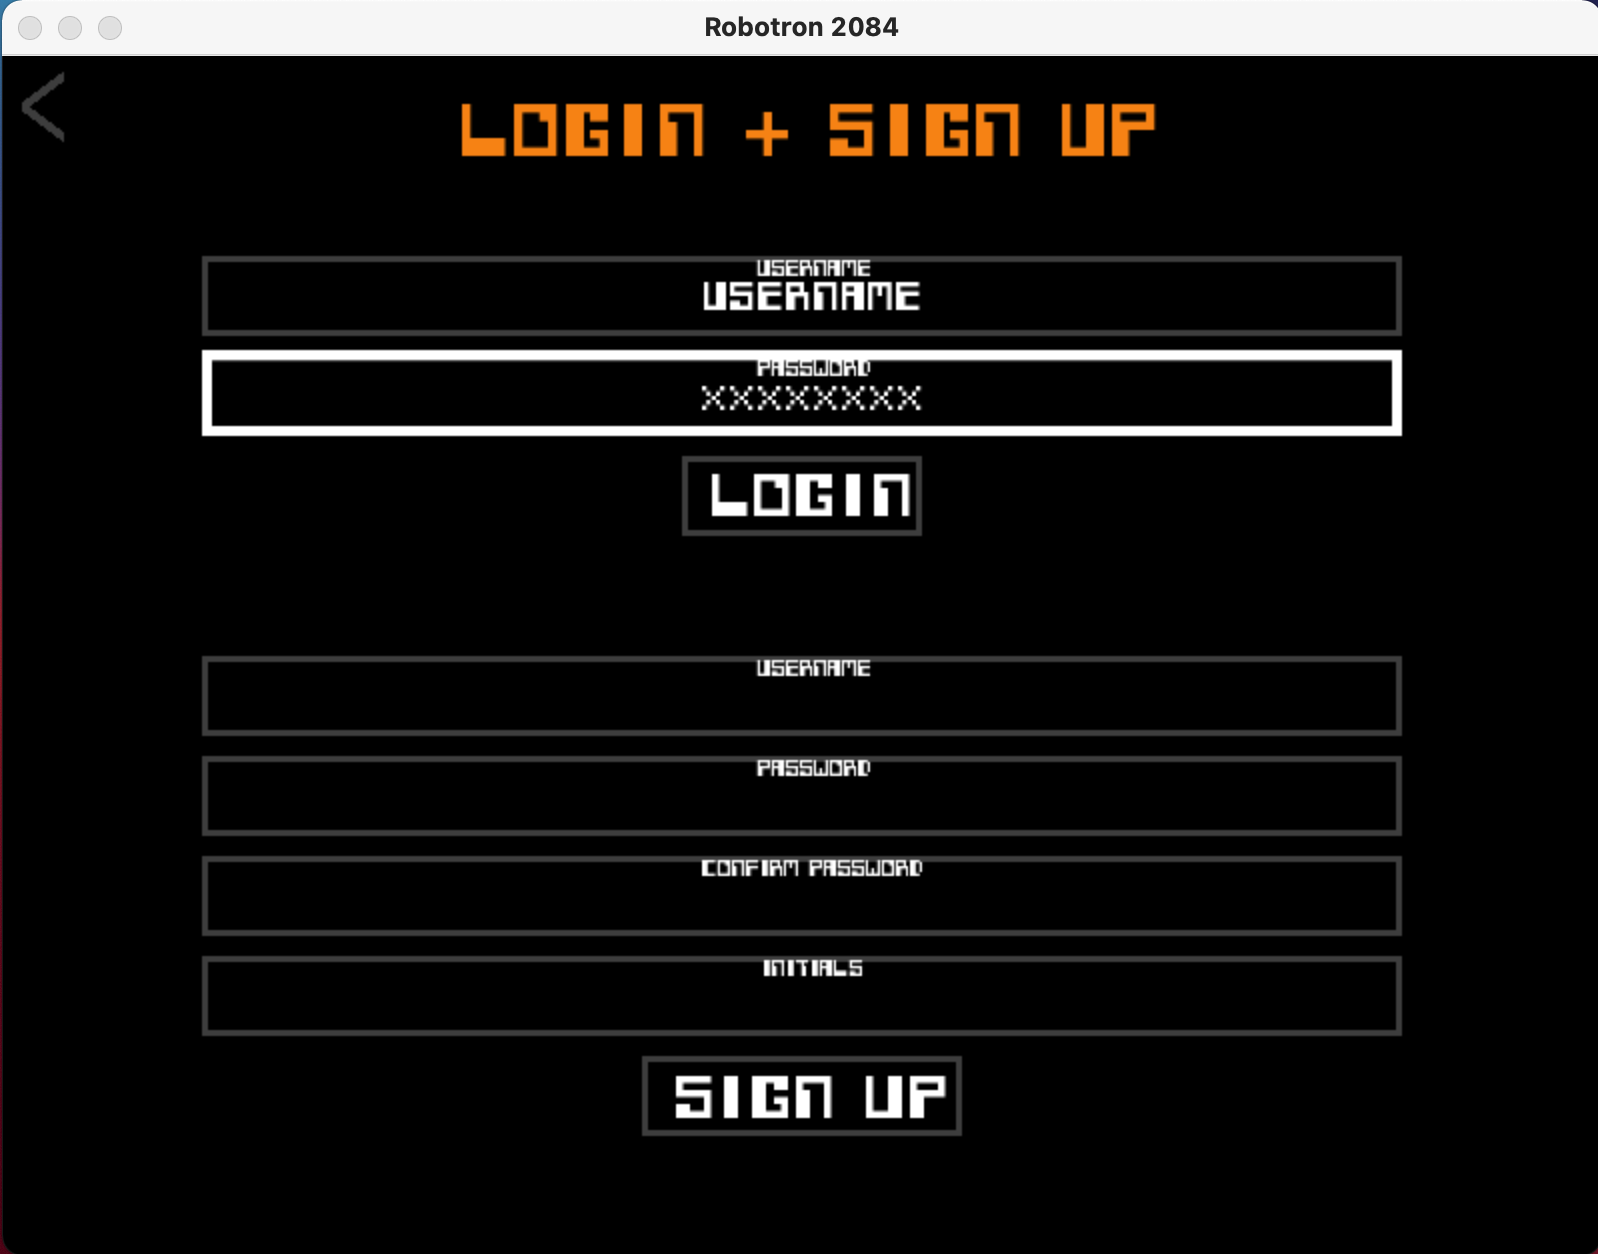 Robotron 2084
<
LOGIN + SIGN UP
USERNAME
USERNAME
PASSWORD
XXXXXXXX
LOGIN
USERNAME
PASSWORD
CONFIRM PASSWORD
INITIALS
SIGN UP